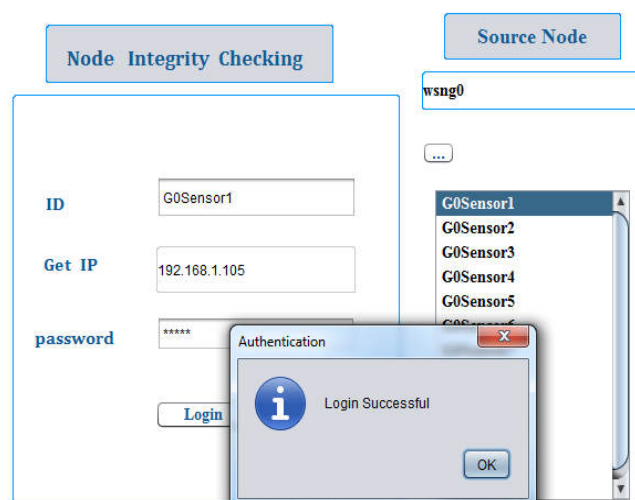 Node Integrity Checking
Source Node
wsng0
...
ID
G0Sensor1
Get IP
192.168.1.105
password
*****
Login
G0Sensor1
G0Sensor2
G0Sensor3
G0Sensor4
G0Sensor5
G0Sensor6
Authentication
Login Successful
OK